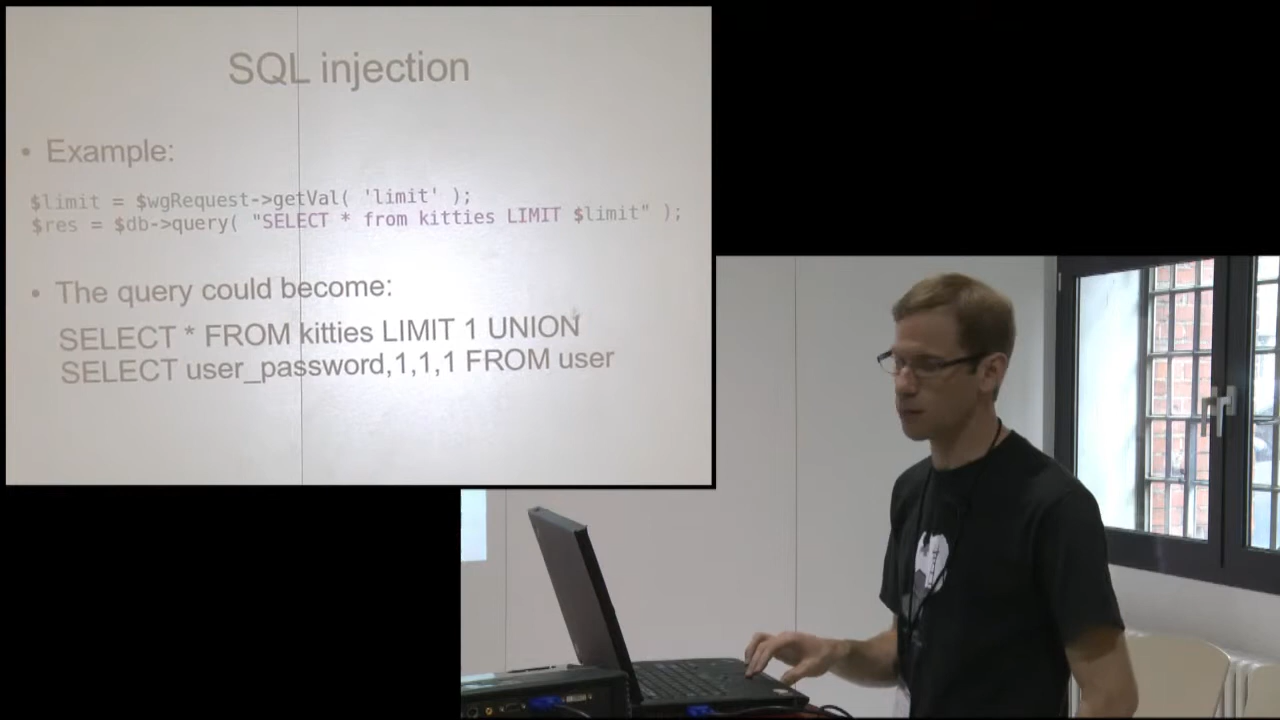 SQL injection
• Example:
$limit = $wgRequest->getVal( 'limit' );
$res = $db->query( "SELECT * from kitties LIMIT $limit" );
• The query could become:
SELECT * FROM kitties LIMIT 1 UNION
SELECT user_password,1,1,1 FROM user